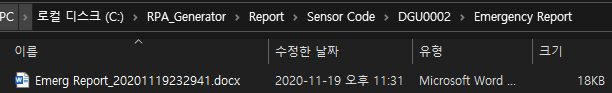 PC > 로컬 디스크 (C:) > RPA_Generator > Report > Sensor Code > DGU0002 > Emergency Report
이름 수정한 날짜 유형 크기
Emerg Report_20201119232941.docx 2020-11-19 오후 11:31 Microsoft Word ... 18KB